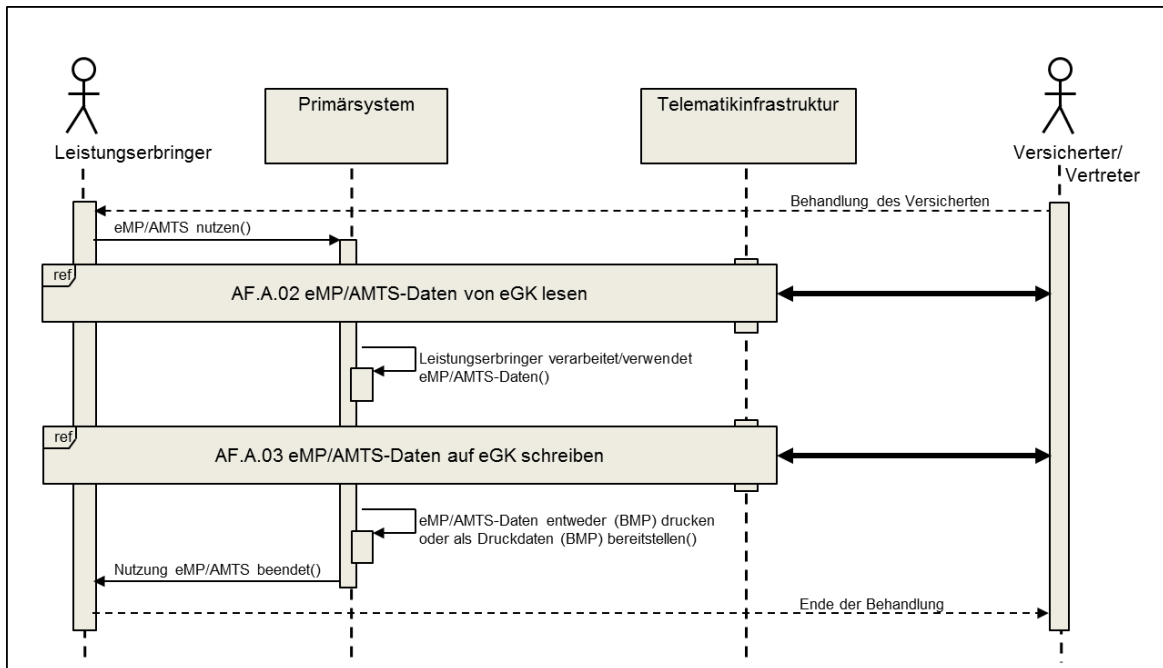 Primärsystem
Telematikinfrastruktur
Leistungserbringer
Versicherter/
Vertreter
Behandlung des Versicherten
eMP/AMTS nutzen()
ref
AF.A.02 eMP/AMTS-Daten von eGK lesen
Leistungserbringer verarbeitet/verwendet
eMP/AMTS-Daten()
ref
AF.A.03 eMP/AMTS-Daten auf eGK schreiben
eMP/AMTS-Daten entweder (BMP) drucken
oder als Druckdaten (BMP) bereitstellen()
Nutzung eMP/AMTS beendet()
Ende der Behandlung